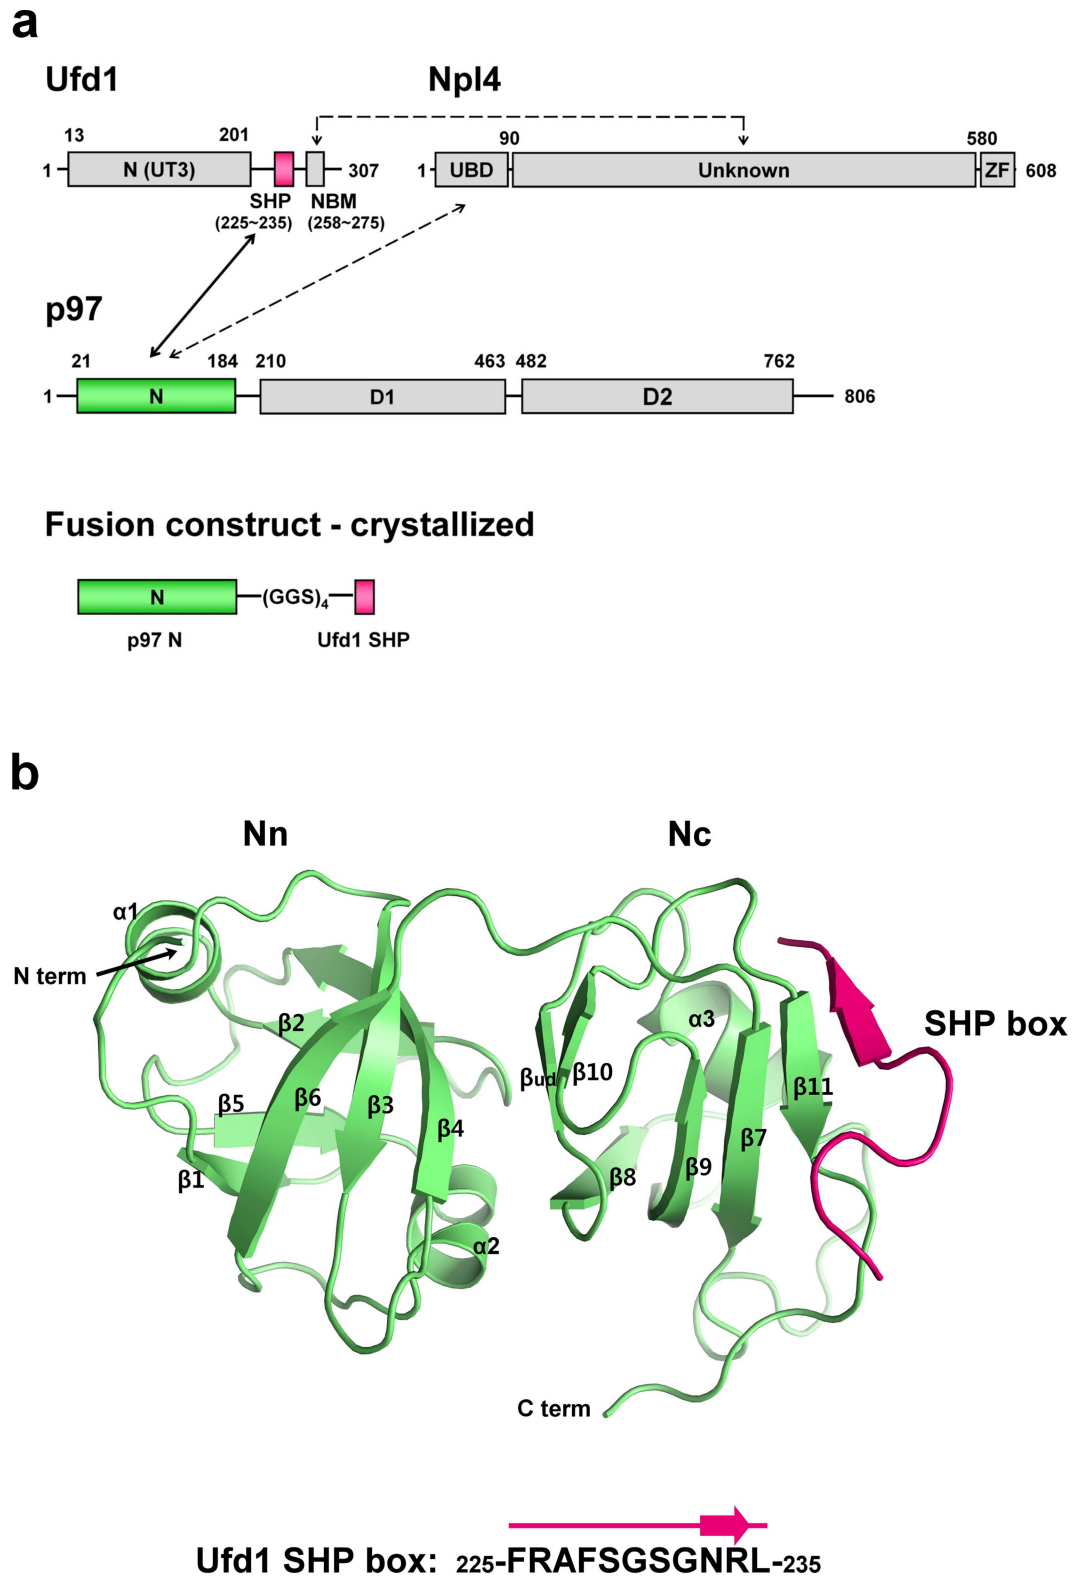 a
Ufd1
Npl4
13 201 90 580
1 N (UT3) 307 1 UBD Unknown ZF 608
SHP NBM
(225~235) (258~275)
p97
21 184 210 463 482 762
1 N D1 D2 806
Fusion construct - crystallized
N (GGS)4
p97 N Ufd1 SHP
b
Nn Nc
α1
N term
SHP box
β2 α3
βud β10
β5 β6 β3 β11
β4 β7
β1 β8 β9
α2
C term
Ufd1 SHP box: 225-FRAFSGSGNRL-235